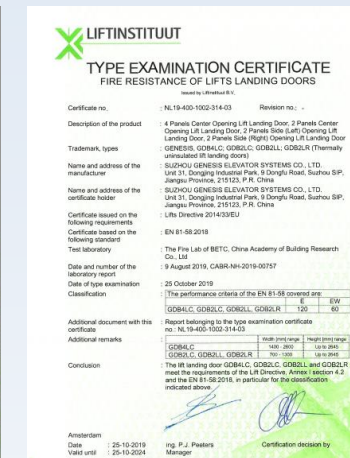 LIFTINSTITUUT
TYPE EXAMINATION CERTIFICATE
FIRE RESISTANCE OF LIFTS LANDING DOORS
Issued by Liftinstituut B.V.
Certificate no. : NL19-400-1002-314-03 Revision no.: -
Description of the product : 4 Panels Center Opening Lift Landing Door, 2 Panels Center
Opening Lift Landing Door, 2 Panels Side (Left) Opening Lift
Landing Door, 2 Panels Side (Right) Opening Lift Landing Door
Trademark, types : GENESIS, GDB4LC; GDB2LC; GDB2LL; GDB2LR (Thermally
uninsulated lift landing doors)
Name and address of the : SUZHOU GENESIS ELEVATOR SYSTEMS CO., LTD.
manufacturer Unit 31, Dongjing Industrial Park, 9 Dongfu Road, Suzhou SIP,
Jiangsu Province, 215123, P.R. China
Name and address of the : SUZHOU GENESIS ELEVATOR SYSTEMS CO., LTD.
certificate holder Unit 31, Dongjing Industrial Park, 9 Dongfu Road, Suzhou SIP,
Jiangsu Province, 215123, P.R. China
Certificate issued on the : Lifts Directive 2014/33/EU
following requirements
Certificate based on the : EN 81-58:2018
following standard
Test laboratory : The Fire Lab of BETC, China Academy of Building Research
Co., Ltd
Date and number of the : 9 August 2019, CABR-NH-2019-00757
laboratory report
Date of type examination : 25 October 2019
Classification : The performance criteria of the EN 81-58 covered are:
E EW
GDB4LC, GDB2LC, GDB2LL, GDB2LR 120 60
Additional document with this : Report belonging to the type examination certificate
certificate no.: NL19-400-1002-314-03
Additional remarks : Width [mm] range Height [mm] range
GDB4LC 1400 - 2600 Up to 2645
GDB2LC, GDB2LL, GDB2LR 700 - 1300 Up to 2645
Conclusion : The lift landing door GDB4LC, GDB2LC, GDB2LL and GDB2LR
meet the requirements of the Lift Directive, Annex I section 4.2
and the EN 81-58:2018, in particular for the classification
indicated above.
Amsterdam
Date : 25-10-2019 ing. P.J. Peeters Certification decision by
Valid until : 25-10-2024 Manager